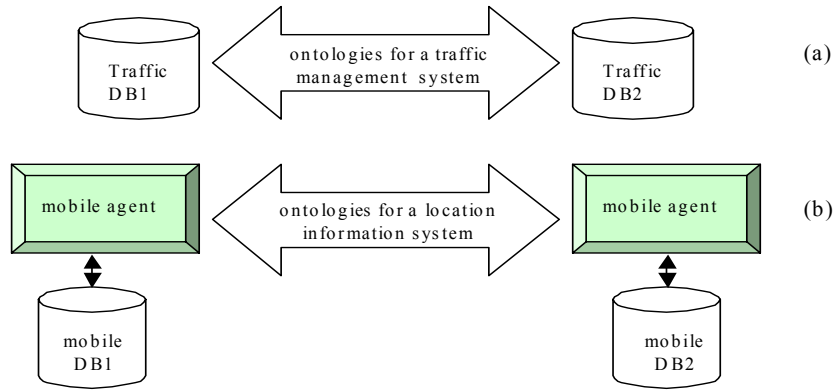 Traffic
DB1
ontologies for a traffic
management system
Traffic
DB2
(a)
mobile agent
ontologies for a location
information system
mobile agent
(b)
mobile
DB1
mobile
DB2